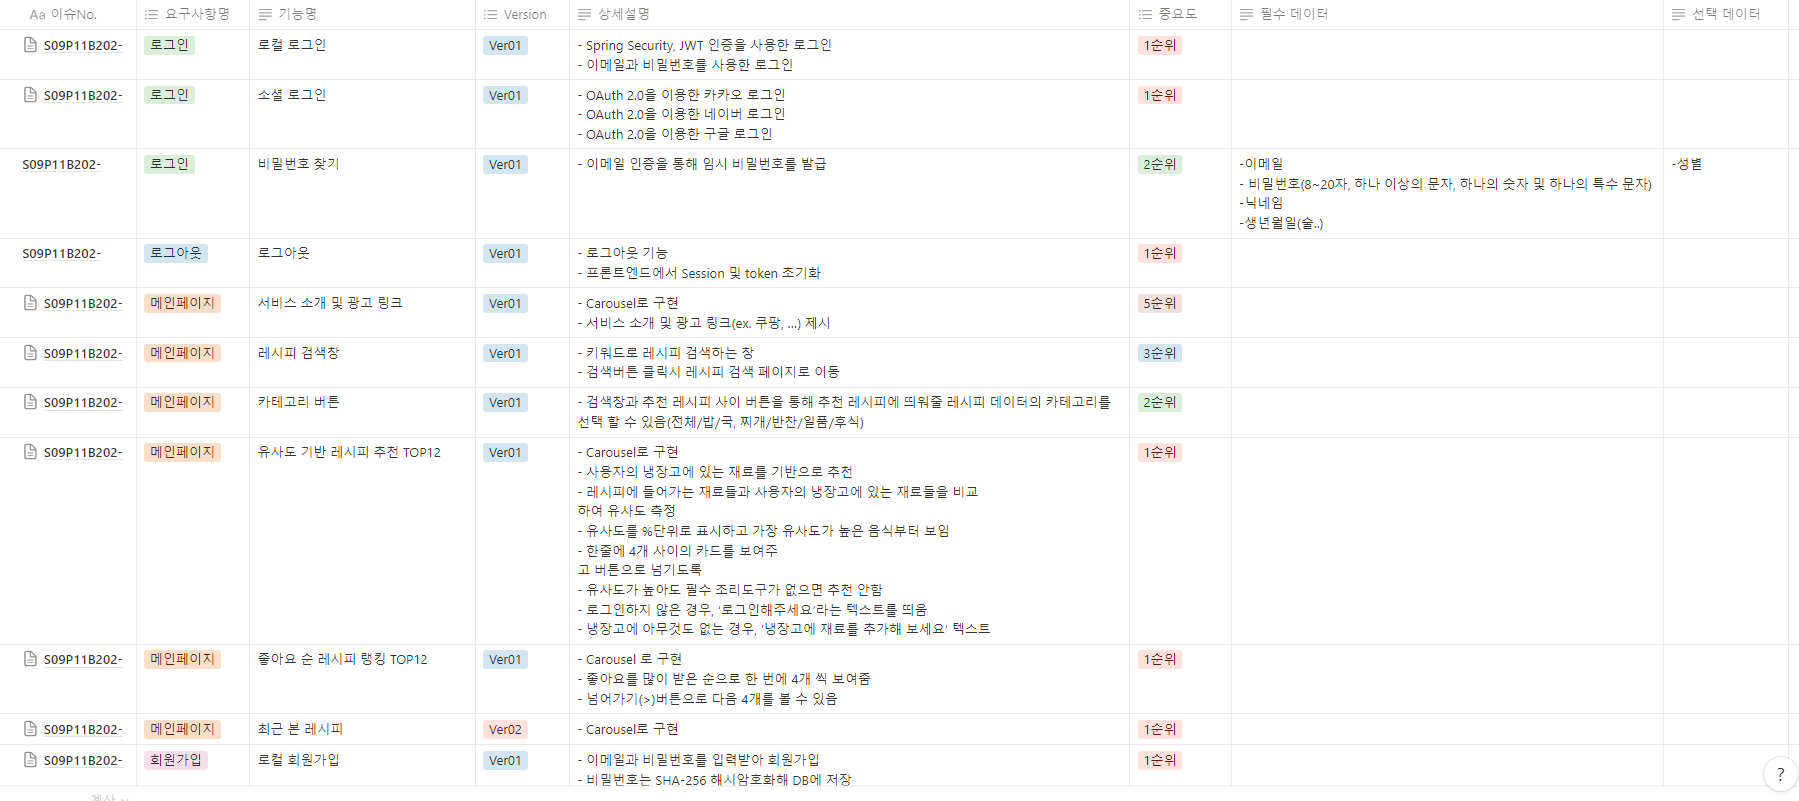 Aa 이슈No. 요구사항명 기능명 Version 상세설명 중요도 필수 데이터 선택 데이터
S09P11B202- 로그인 로컬 로그인 Ver01 - Spring Security, JWT 인증을 사용한 로그인 1순위
- 이메일과 비밀번호를 사용한 로그인
S09P11B202- 로그인 소셜 로그인 Ver01 - OAuth 2.0을 이용한 카카오 로그인 1순위
- OAuth 2.0을 이용한 네이버 로그인
- OAuth 2.0을 이용한 구글 로그인
S09P11B202- 로그인 비밀번호 찾기 Ver01 - 이메일 인증을 통해 임시 비밀번호를 발급 2순위 -이메일 -성별
- 비밀번호(8~20자, 하나 이상의 문자, 하나의 숫자 및 하나의 특수 문자)
-닉네임
-생년월일(술..)
S09P11B202- 로그아웃 로그아웃 Ver01 - 로그아웃 기능 1순위
- 프론트엔드에서 Session 및 token 초기화
S09P11B202- 메인페이지 서비스 소개 및 광고 링크 Ver01 - Carousel로 구현 5순위
- 서비스 소개 및 광고 링크(ex. 쿠팡, ...) 제시
S09P11B202- 메인페이지 레시피 검색창 Ver01 - 키워드로 레시피 검색하는 창 3순위
- 검색버튼 클릭시 레시피 검색 페이지로 이동
S09P11B202- 메인페이지 카테고리 버튼 Ver01 - 검색창과 추천 레시피 사이 버튼을 통해 추천 레시피에 띄워줄 레시피 데이터의 카테고리를 2순위
선택 할 수 있음(전체/밥/국, 찌개/반찬/일품/후식)
S09P11B202- 메인페이지 유사도 기반 레시피 추천 TOP12 Ver01 - Carousel로 구현 1순위
- 사용자의 냉장고에 있는 재료를 기반으로 추천
- 레시피에 들어가는 재료들과 사용자의 냉장고에 있는 재료들을 비교
하여 유사도 측정
- 유사도를 %단위로 표시하고 가장 유사도가 높은 음식부터 보임
- 한줄에 4개 사이의 카드를 보여주
고 버튼으로 넘기도록
- 유사도가 높아도 필수 조리도구가 없으면 추천 안함
- 로그인하지 않은 경우, ‘로그인해주세요’라는 텍스트를 띄움
- 냉장고에 아무것도 없는 경우, ‘냉장고에 재료를 추가해 보세요’ 텍스트
S09P11B202- 메인페이지 좋아요 순 레시피 랭킹 TOP12 Ver01 - Carousel 로 구현 1순위
- 좋아요를 많이 받은 순으로 한 번에 4개 씩 보여줌
- 넘어가기(>)버튼으로 다음 4개를 볼 수 있음
S09P11B202- 메인페이지 최근 본 레시피 Ver02 - Carousel로 구현 1순위
S09P11B202- 회원가입 로컬 회원가입 Ver01 - 이메일과 비밀번호를 입력받아 회원가입 1순위
- 비밀번호는 SHA-256 해시암호화해 DB에 저장
?
계산